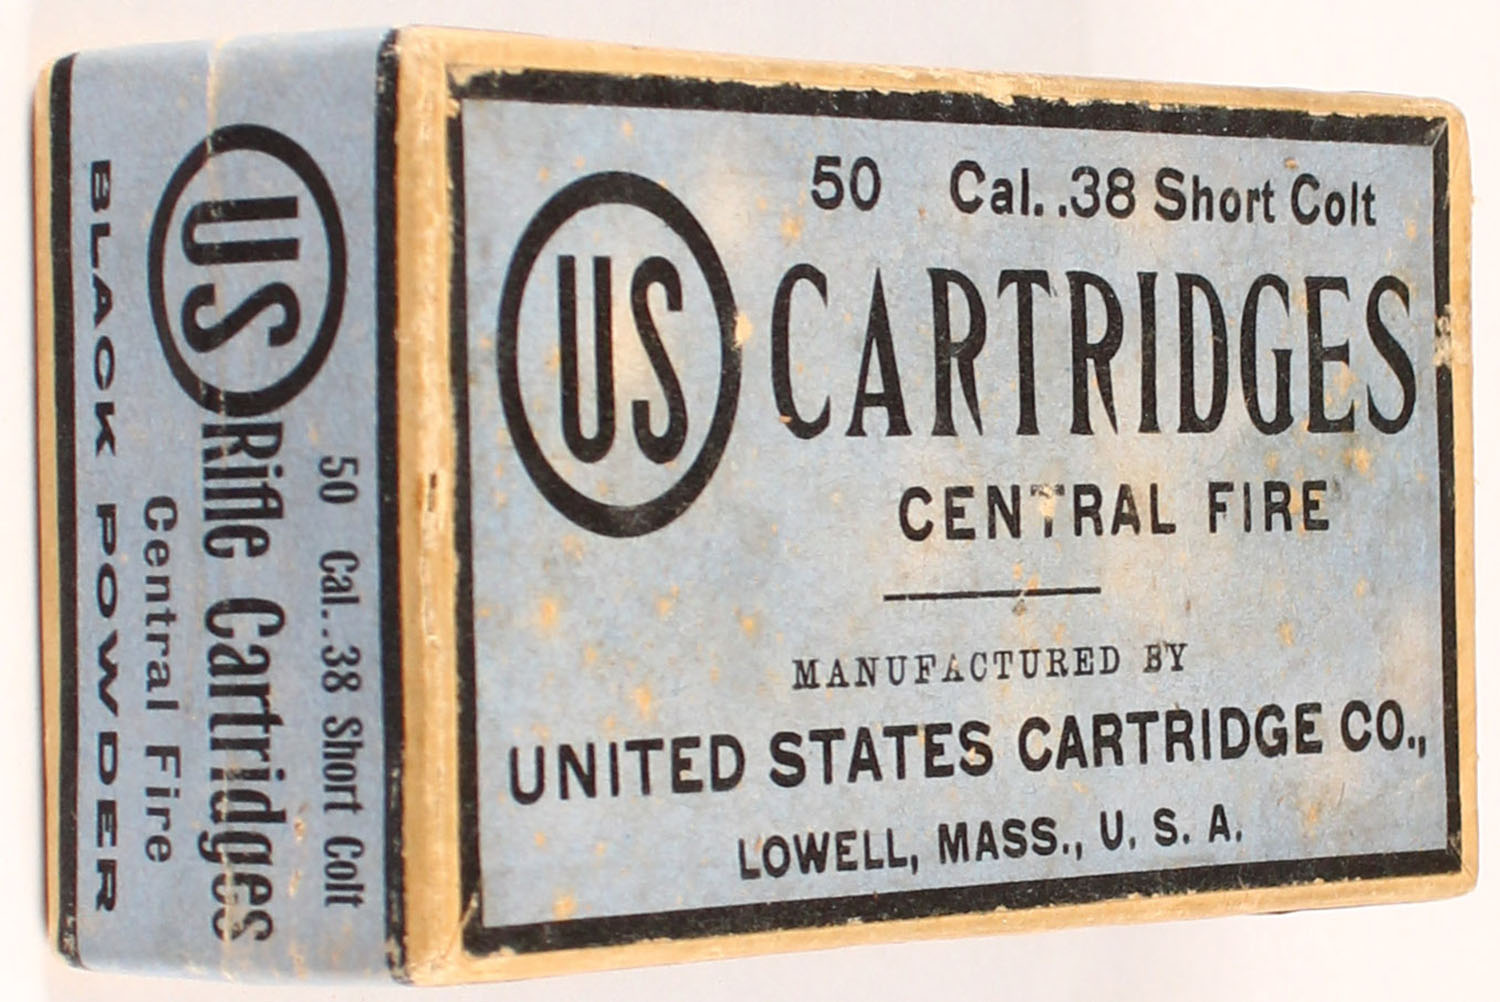 50 Cal. .38 Short Colt
US CARTRIDGES
CENTRAL FIRE
MANUFACTURED BY
UNITED STATES CARTRIDGE CO.,
LOWELL, MASS., U. S. A.
50 Cal. .38 Short Colt
US Rifle Cartridges
Central Fire
BLACK POWDER